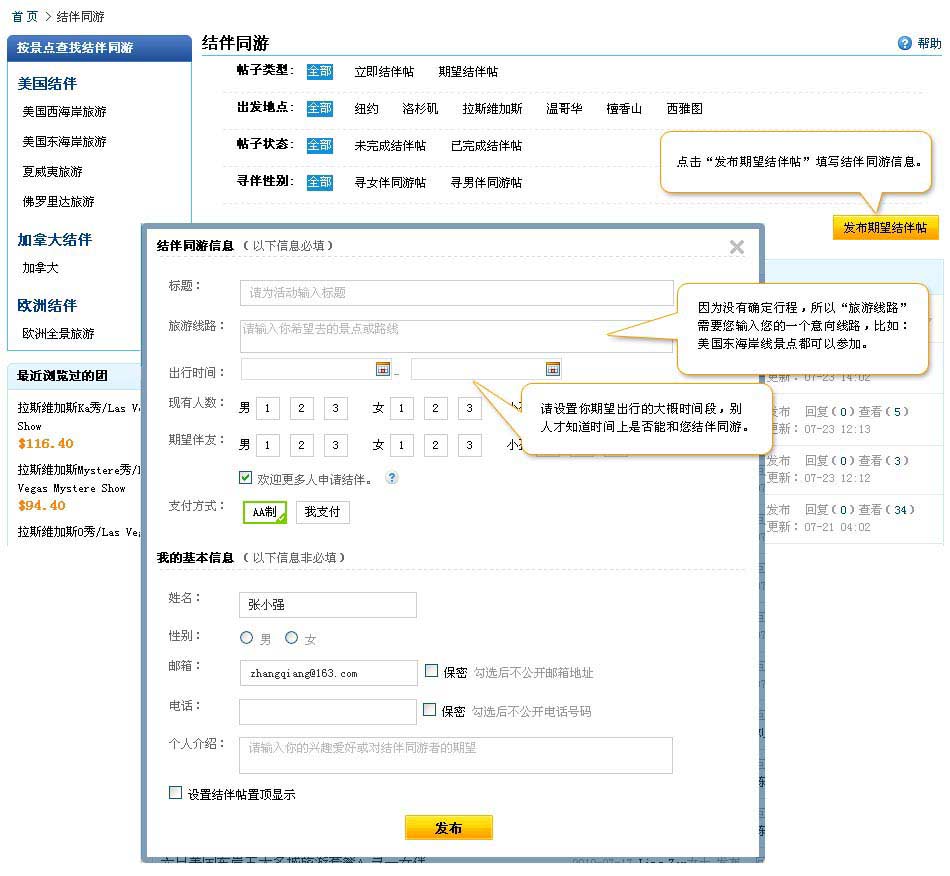 首页 > 结伴同游
按景点查找结伴同游
美国结伴
美国西海岸旅游
美国东海岸旅游
夏威夷旅游
佛罗里达旅游
加拿大结伴
加拿大
欧洲结伴
欧洲全景旅游
最近浏览过的团
拉斯维加斯Ka秀/Las
Show
$116.40
拉斯维加斯Mystere秀/
Vegas Mystere Show
$94.40
拉斯维加斯O秀/Las
结伴同游
帮助
帖子类型: 全部 立即结伴帖 期望结伴帖
出发地点: 全部 纽约 洛杉矶 拉斯维加斯 温哥华 檀香山 西雅图
帖子状态: 全部 未完成结伴帖 已完成结伴帖
寻伴性别: 全部 寻女伴同游帖 寻男伴同游帖
点击“发布期望结伴帖”填写结伴同游信息。
发布期望结伴帖
结伴同游信息 (以下信息必填)
标题: 请为活动输入标题
旅游线路: 请输入你希望去的景点或路线
因为没有确定行程,所以“旅游线路”
需要您输入您的一个意向线路,比如:
美国东海岸线景点都可以参加。
出行时间:
请设置你期望出行的大概时间段,别
人才知道时间上是否能和您结伴同游。
现有人数: 男 1 2 3 女 1 2 3
期望伴友: 男 1 2 3 女 1 2 3
欢迎更多人申请结伴。
支付方式: AA制 我支付
我的基本信息 (以下信息非必填)
姓名: 张小强
性别: 男 女
邮箱: zhangqiang@163.com 保密 勾选后不公开邮箱地址
电话: 保密 勾选后不公开电话号码
个人介绍: 请输入你的兴趣爱好或对结伴同游者的期望
设置结伴帖置顶显示
发布
更新: 07-23 14:02
发布 回复(0)查看(5)
更新: 07-23 12:13
发布 回复(0)查看(3)
更新: 07-23 12:12
发布 回复(0)查看(34)
更新: 07-21 04:02